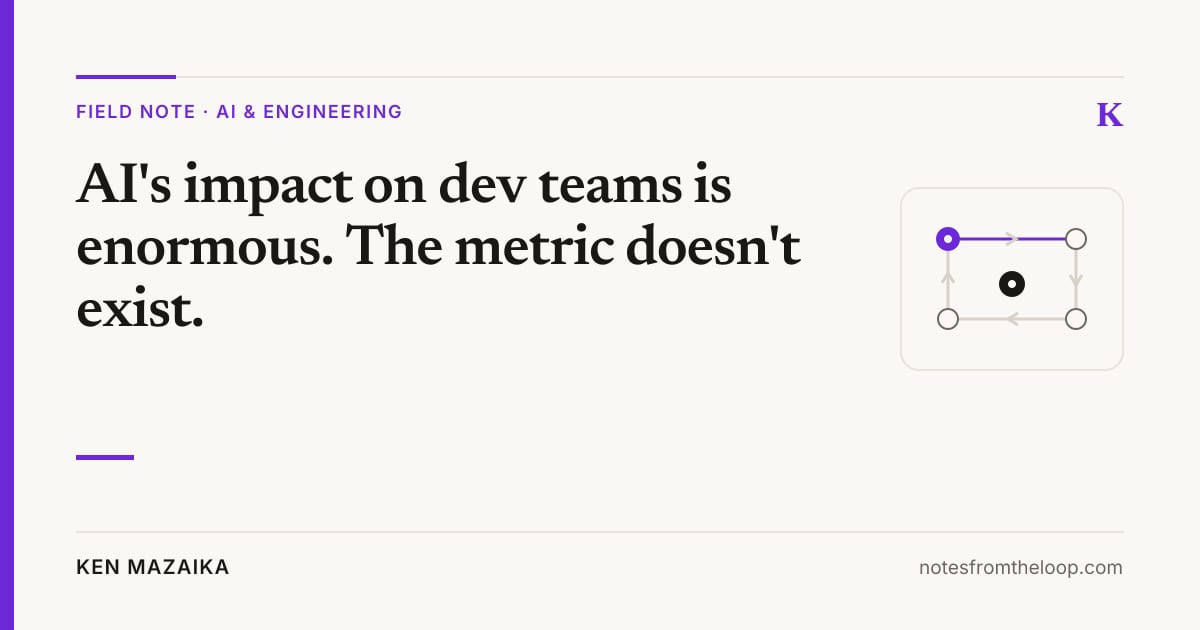 FIELD NOTE · AI & ENGINEERING
K
AI's impact on dev teams is
enormous. The metric doesn't
exist.
KEN MAZAIKA
notesfromtheloop.com